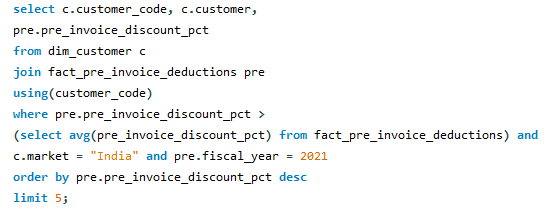 select c.customer_code, c.customer,
pre.pre_invoice_discount_pct
from dim_customer c
join fact_pre_invoice_deductions pre
using(customer_code)
where pre.pre_invoice_discount_pct >
(select avg(pre_invoice_discount_pct) from fact_pre_invoice_deductions) and
c.market = "India" and pre.fiscal_year = 2021
order by pre.pre_invoice_discount_pct desc
limit 5;